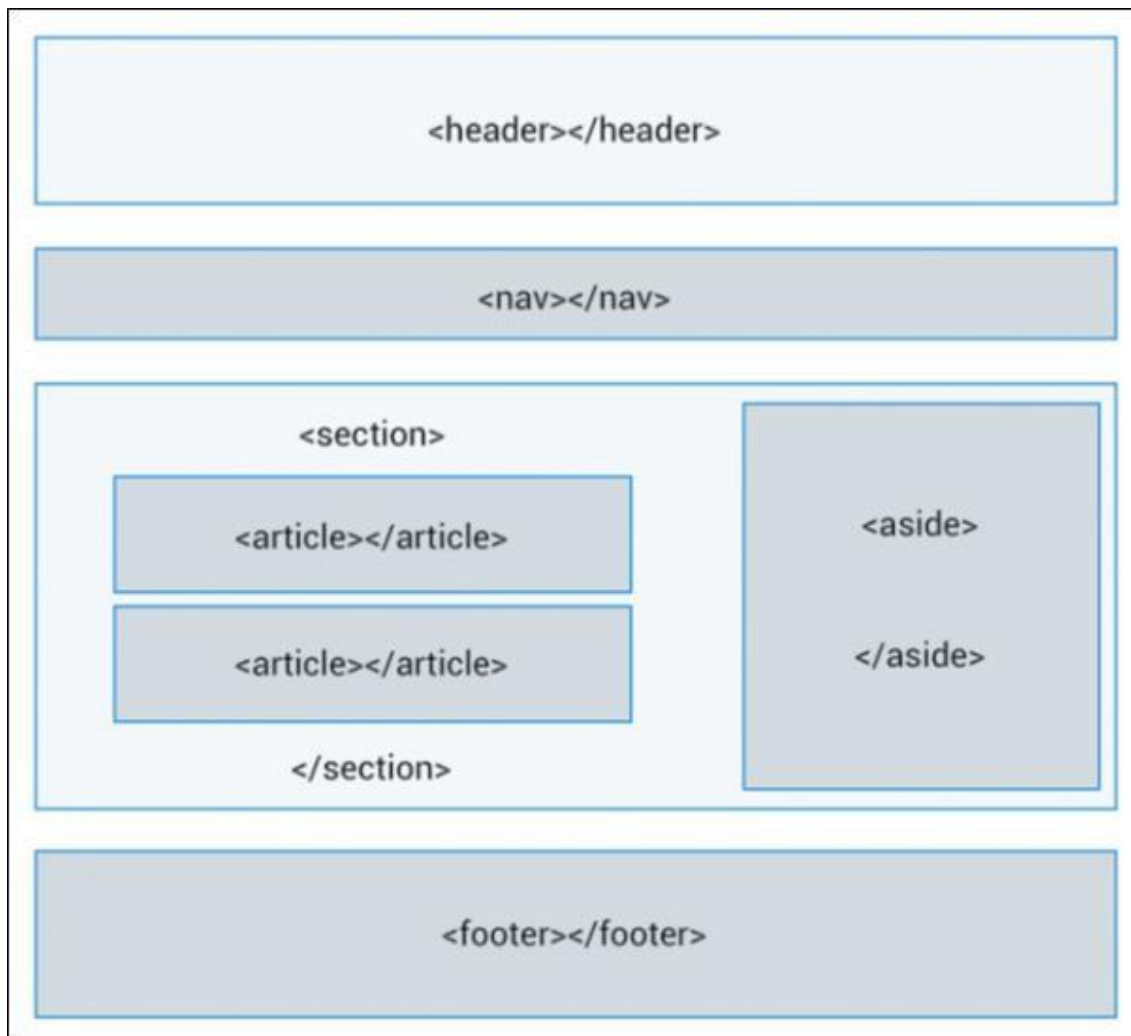 <header></header>
<nav></nav>
<section>
<article></article>
<article></article>
</section>
<aside>
</aside>
<footer></footer>